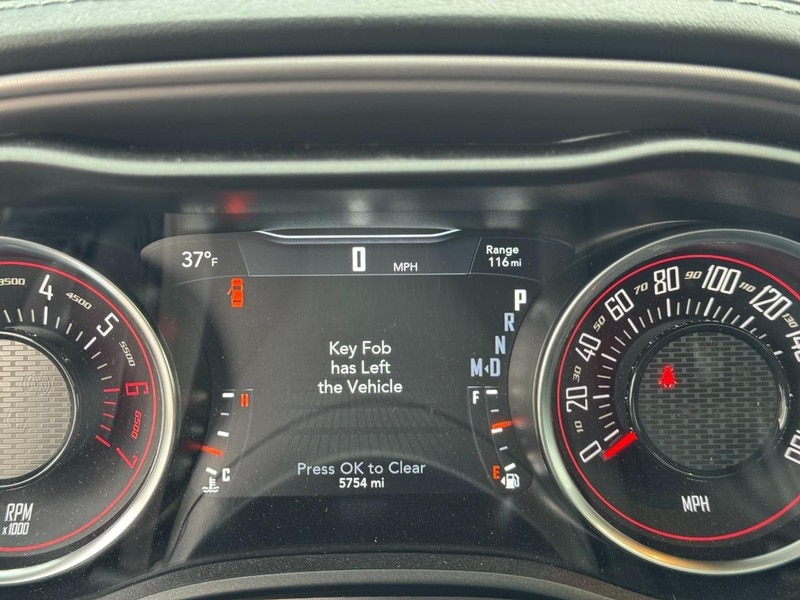 37°F
0 MPH
Range
116 mi
P
R
N
M◂D
Key Fob
has Left
the Vehicle
H
C
F
E
Press OK to Clear
5754 mi
3500
4
4500
5
5500
6
6500
7
RPM
x1000
0
10
20
30
40
50
60
70
80
90
100
110
120
130
MPH